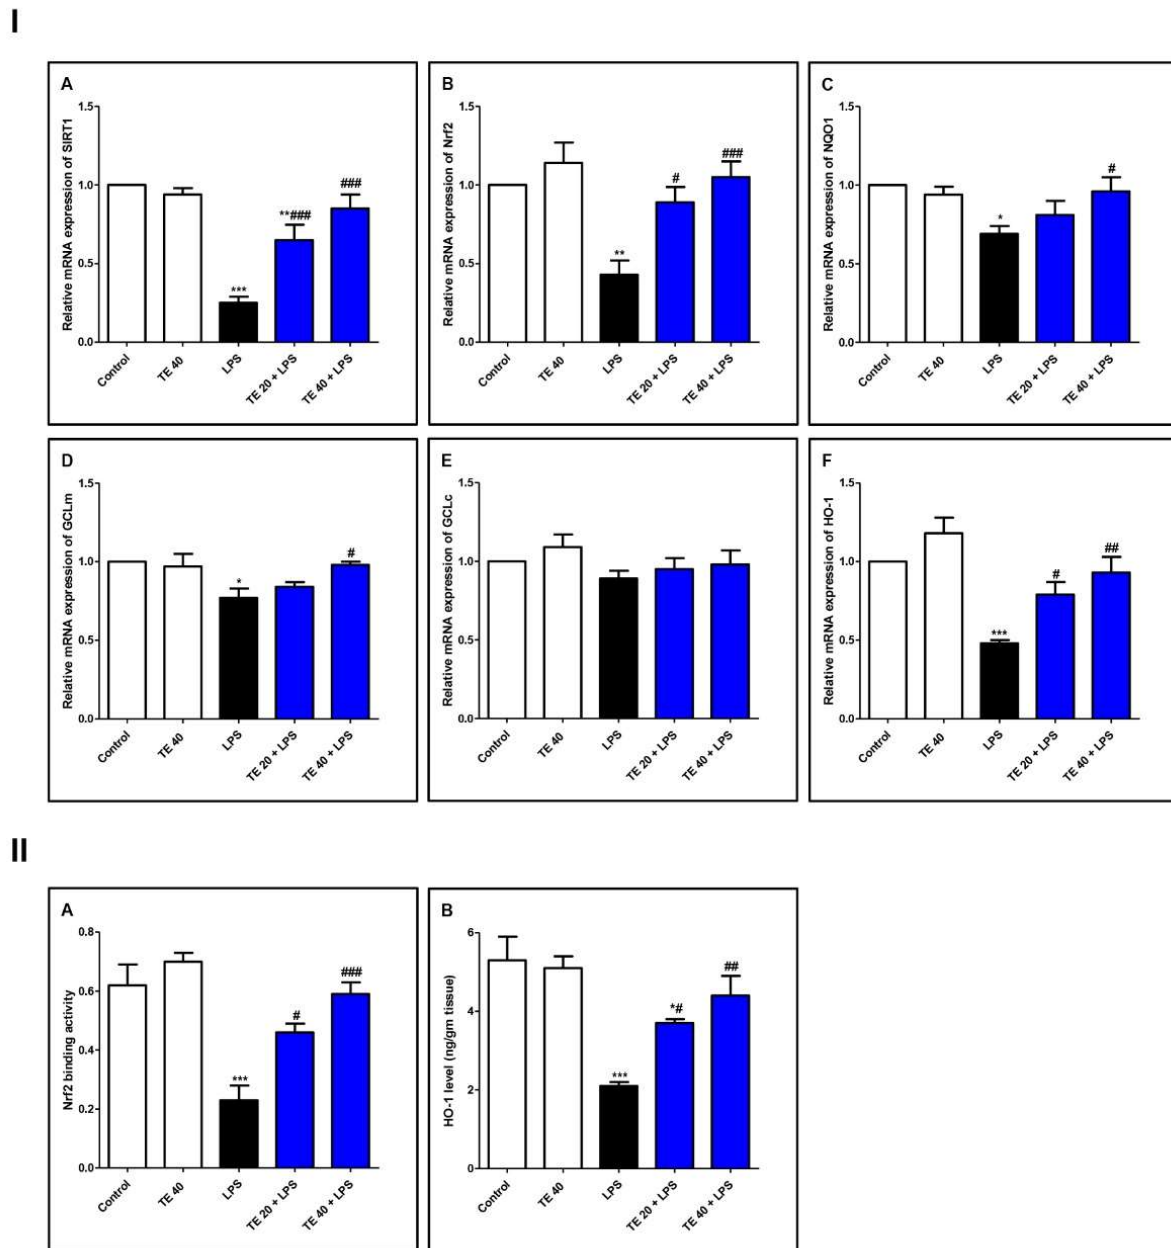 I
A
Relative mRNA expression of SIRT1
1.5
1.0
0.5
0.0
***
**###
###
Control
TE 40
LPS
TE 20 + LPS
TE 40 + LPS
B
Relative mRNA expression of Nrf2
1.5
1.0
0.5
0.0
**
#
###
Control
TE 40
LPS
TE 20 + LPS
TE 40 + LPS
C
Relative mRNA expression of NQO1
1.5
1.0
0.5
0.0
*
#
Control
TE 40
LPS
TE 20 + LPS
TE 40 + LPS
D
Relative mRNA expression of GCLm
1.5
1.0
0.5
0.0
*
#
Control
TE 40
LPS
TE 20 + LPS
TE 40 + LPS
E
Relative mRNA expression of GCLc
1.5
1.0
0.5
0.0
Control
TE 40
LPS
TE 20 + LPS
TE 40 + LPS
F
Relative mRNA expression of HO-1
1.5
1.0
0.5
0.0
***
#
##
Control
TE 40
LPS
TE 20 + LPS
TE 40 + LPS
II
A
Nrf2 binding activity
0.8
0.6
0.4
0.2
0.0
***
#
###
Control
TE 40
LPS
TE 20 + LPS
TE 40 + LPS
B
HO-1 level (ng/gm tissue)
6
4
2
0
***
*#
##
Control
TE 40
LPS
TE 20 + LPS
TE 40 + LPS